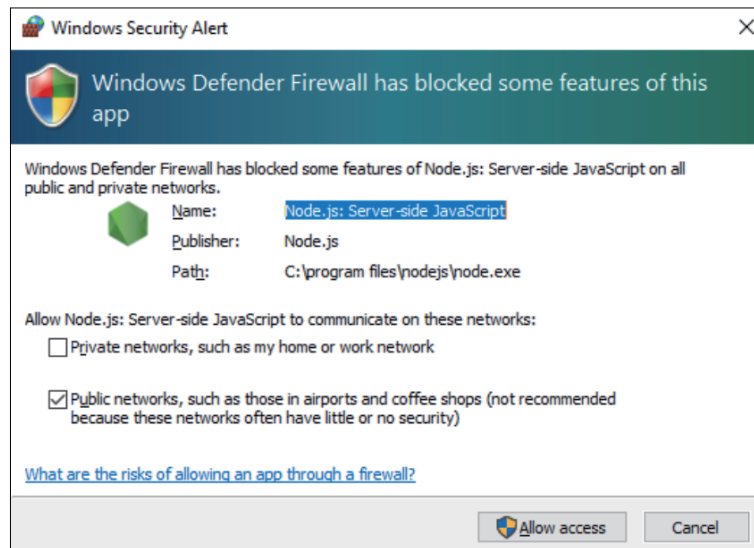 Windows Security Alert
Windows Defender Firewall has blocked some features of this
app
Windows Defender Firewall has blocked some features of Node.js: Server-side JavaScript on all
public and private networks.
Name: Node.js: Server-side JavaScript
Publisher: Node.js
Path: C:\program files\nodejs\node.exe
Allow Node.js: Server-side JavaScript to communicate on these networks:
Private networks, such as my home or work network
Public networks, such as those in airports and coffee shops (not recommended
because these networks often have little or no security)
What are the risks of allowing an app through a firewall?
Allow access Cancel